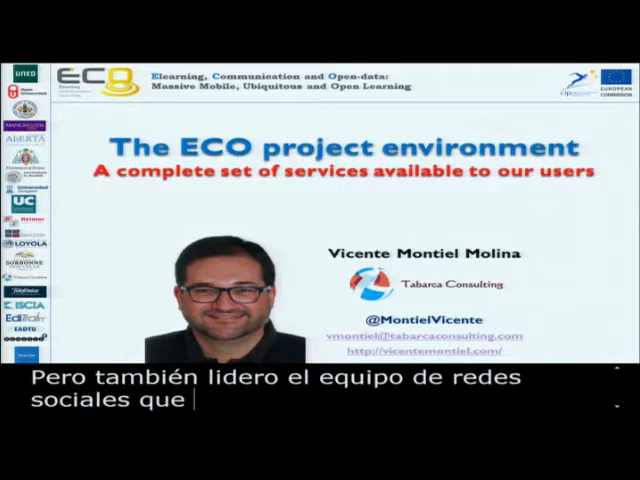 UNED
ECO
Elearning, Communication and Open-data:
Massive Mobile, Ubiquitous and Open Learning
EUROPEAN
COMMISSION
The ECO project environment
A complete set of services available to our users
UC
LOYOLA
SORBONNE
Telefónica
ISCIA
EADTU
Vicente Montiel Molina
Tabarca Consulting
@MontielVicente
vmontiel@tabarcaconsulting.com
http://vicentemontiel.com/
Pero también lidero el equipo de redes
sociales que